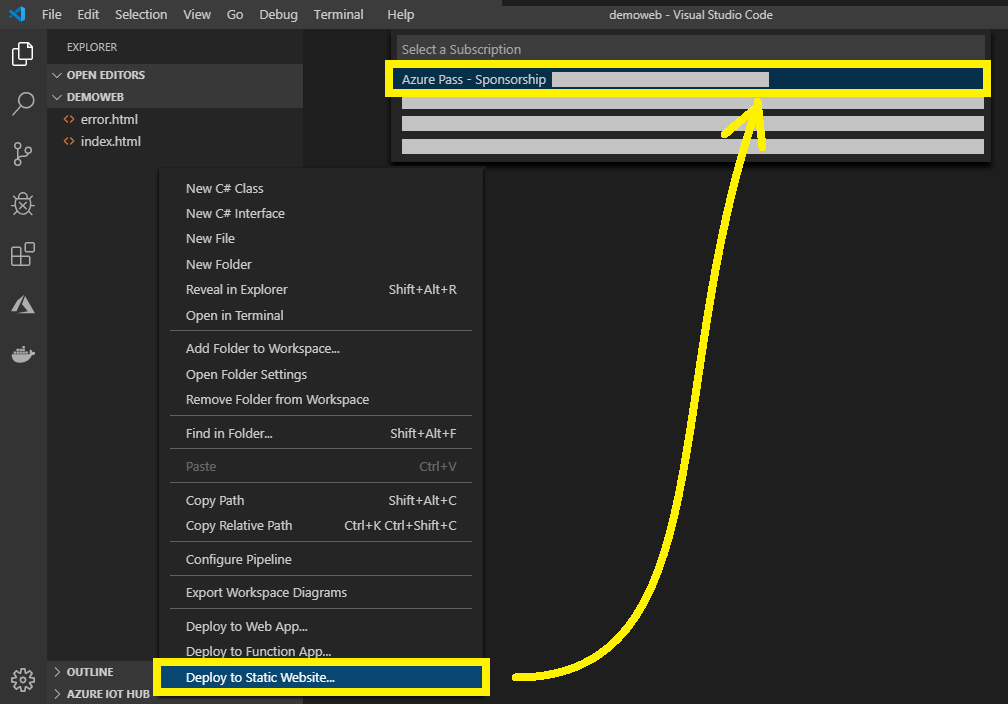 File Edit Selection View Go Debug Terminal Help demoweb - Visual Studio Code
EXPLORER
OPEN EDITORS
DEMOWEB
error.html
index.html
Select a Subscription
Azure Pass - Sponsorship
New C# Class
New C# Interface
New File
New Folder
Reveal in Explorer Shift+Alt+R
Open in Terminal
Add Folder to Workspace...
Open Folder Settings
Remove Folder from Workspace
Find in Folder... Shift+Alt+F
Paste Ctrl+V
Copy Path Shift+Alt+C
Copy Relative Path Ctrl+K Ctrl+Shift+C
Configure Pipeline
Export Workspace Diagrams
Deploy to Web App...
Deploy to Function App...
Deploy to Static Website...
OUTLINE
AZURE IOT HUB